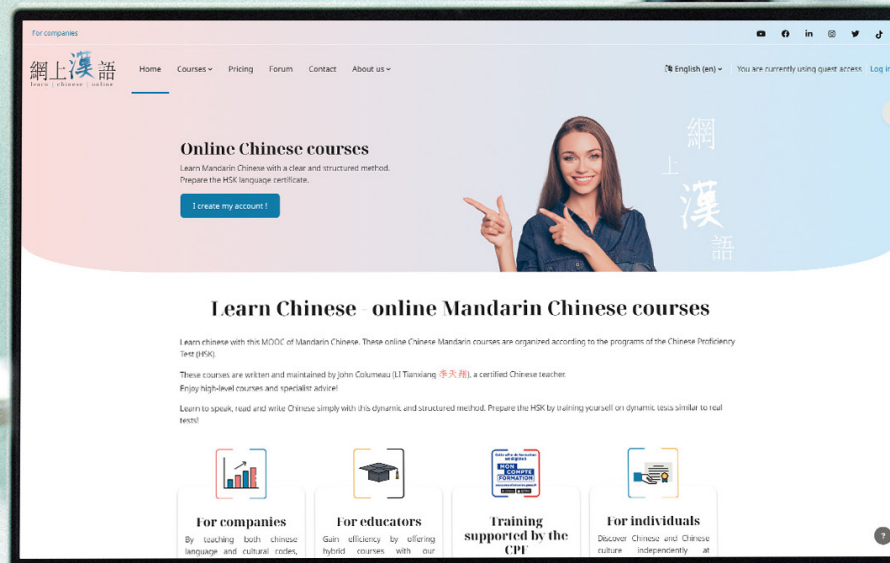 For companies
網上漢語
learn | chinese | online
Home Courses Pricing Forum Contact About us
English (en)
You are currently using guest access
Log in
Online Chinese courses
Learn Mandarin Chinese with a clear and structured method.
Prepare the HSK language certificate.
I create my account !
網
上
漢
語
Learn Chinese - online Mandarin Chinese courses
Learn chinese with this MOOC of Mandarin Chinese. These online Chinese Mandarin courses are organized according to the programs of the Chinese Proficiency
Test (HSK).
These courses are written and maintained by John Columeau (LI Tianxiang 李天翔), a certified Chinese teacher.
Enjoy high-level courses and specialist advice!
Learn to speak, read and write Chinese simply with this dynamic and structured method. Prepare the HSK by training yourself on dynamic tests similar to real
tests!
MON
COMPTE
FORMATION
For companies
By teaching both chinese
language and cultural codes,
For educators
Gain efficiency by offering
hybrid courses with our
Training
supported by the
CPF
For individuals
Discover Chinese and Chinese
culture independently at
?